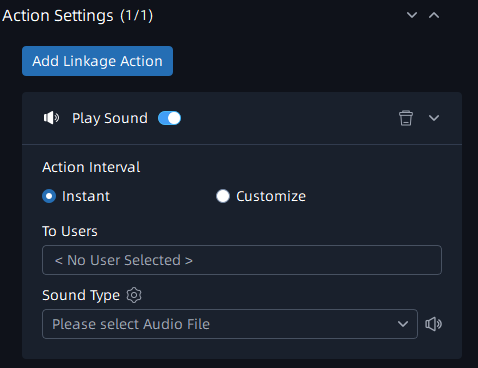 Action Settings (1/1)
Add Linkage Action
Play Sound
Action Interval
Instant Customize
To Users
< No User Selected >
Sound Type
Please select Audio File